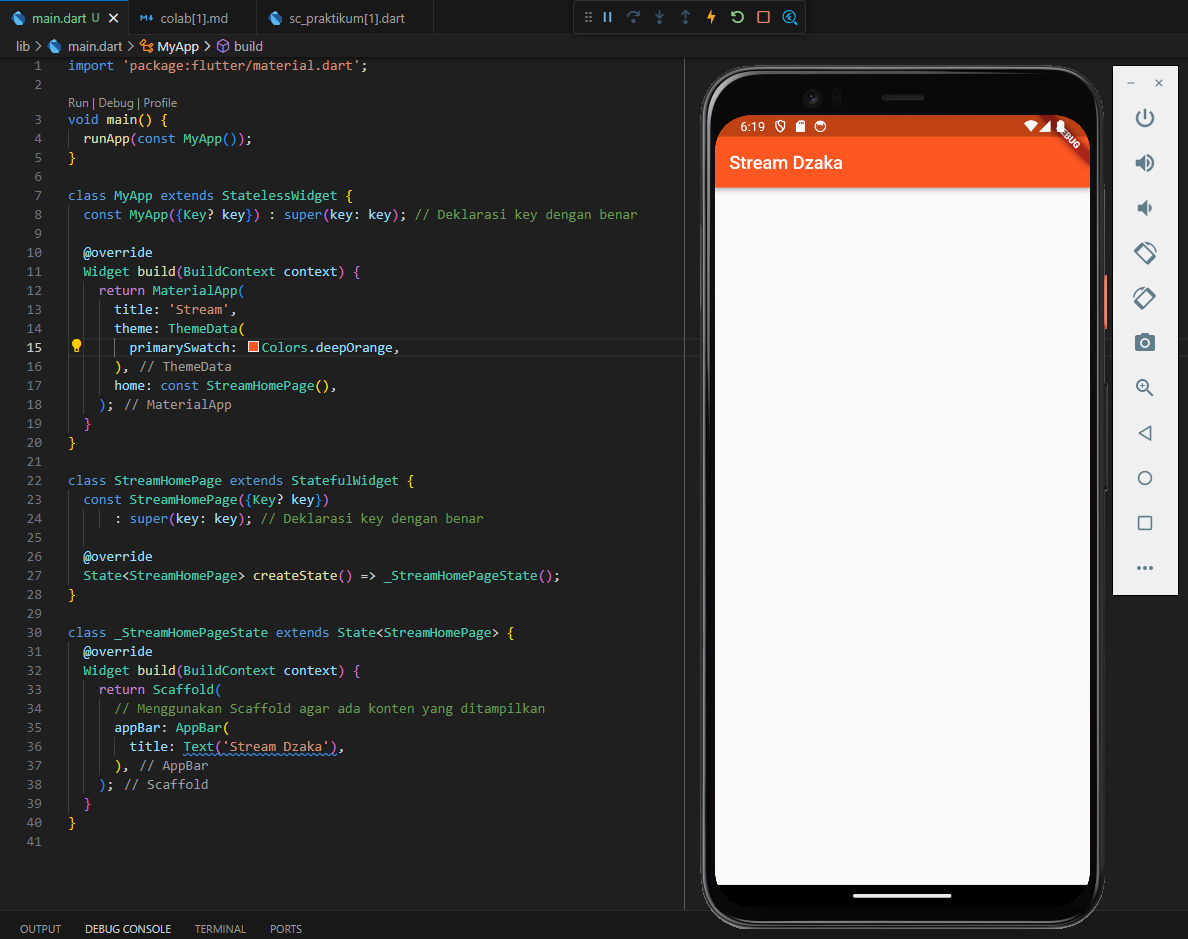 main.dart U
colab[1].md
sc_praktikum[1].dart
lib > main.dart > MyApp > build
1 import 'package:flutter/material.dart';
2
Run | Debug | Profile
3 void main() {
4 runApp(const MyApp());
5 }
6
7 class MyApp extends StatelessWidget {
8 const MyApp({Key? key}) : super(key: key); // Deklarasi key dengan benar
9
10 @override
11 Widget build(BuildContext context) {
12 return MaterialApp(
13 title: 'Stream',
14 theme: ThemeData(
15 primarySwatch: Colors.deepOrange,
16 ), // ThemeData
17 home: const StreamHomePage(),
18 ); // MaterialApp
19 }
20 }
21
22 class StreamHomePage extends StatefulWidget {
23 const StreamHomePage({Key? key})
24 : super(key: key); // Deklarasi key dengan benar
25
26 @override
27 State<StreamHomePage> createState() => _StreamHomePageState();
28 }
29
30 class _StreamHomePageState extends State<StreamHomePage> {
31 @override
32 Widget build(BuildContext context) {
33 return Scaffold(
34 // Menggunakan Scaffold agar ada konten yang ditampilkan
35 appBar: AppBar(
36 title: Text('Stream Dzaka'),
37 ), // AppBar
38 ); // Scaffold
39 }
40 }
41
6:19
DEBUG
Stream Dzaka
OUTPUT
DEBUG CONSOLE
TERMINAL
PORTS